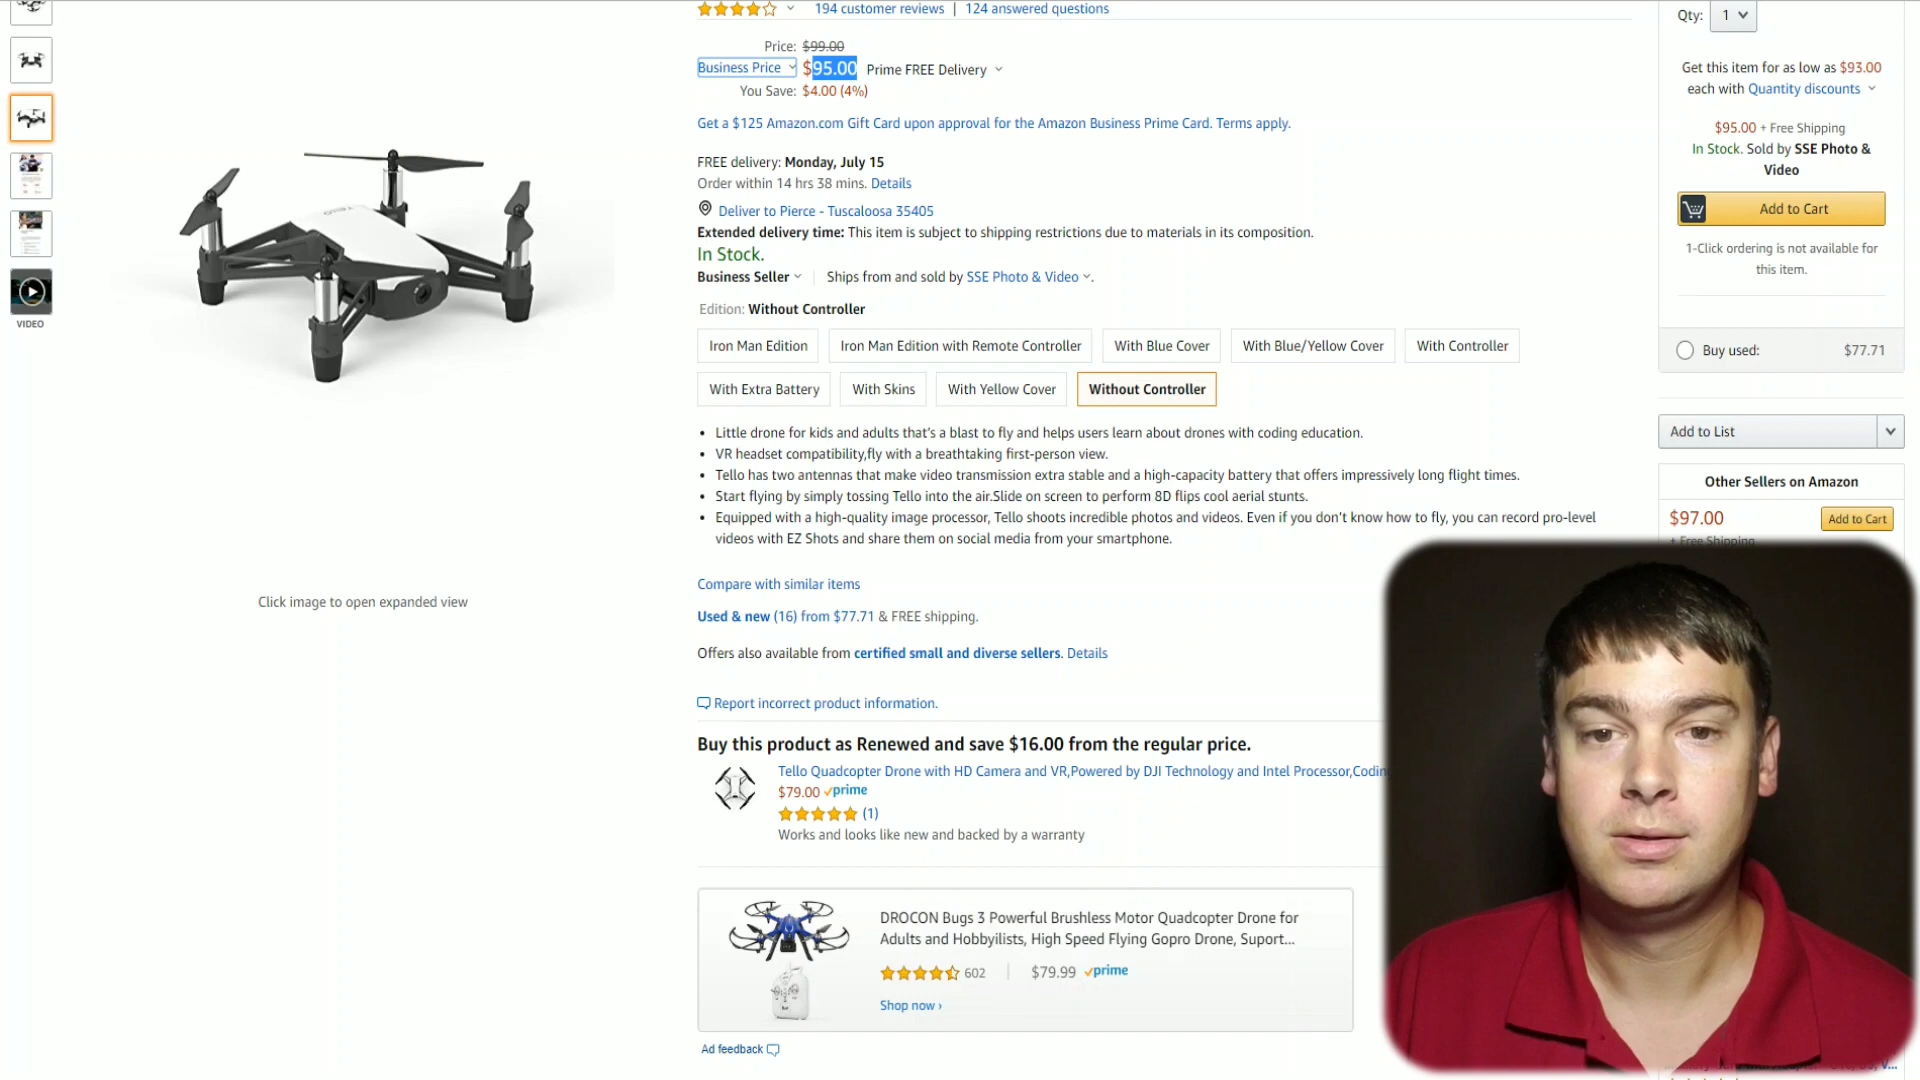 194 customer reviews | 124 answered questions
Price: $99.00
Business Price $95.00 Prime FREE Delivery
You Save: $4.00 (4%)
Get a $125 Amazon.com Gift Card upon approval for the Amazon Business Prime Card. Terms apply.
FREE delivery: Monday, July 15
Order within 14 hrs 38 mins. Details
Deliver to Pierce - Tuscaloosa 35405
Extended delivery time: This item is subject to shipping restrictions due to materials in its composition.
In Stock.
Business Seller | Ships from and sold by SSE Photo & Video.
Edition: Without Controller
Iron Man Edition
Iron Man Edition with Remote Controller
With Blue Cover
With Blue/Yellow Cover
With Controller
With Extra Battery
With Skins
With Yellow Cover
Without Controller
• Little drone for kids and adults that's a blast to fly and helps users learn about drones with coding education.
• VR headset compatibility,fly with a breathtaking first-person view.
• Tello has two antennas that make video transmission extra stable and a high-capacity battery that offers impressively long flight times.
• Start flying by simply tossing Tello into the air.Slide on screen to perform 8D flips cool aerial stunts.
• Equipped with a high-quality image processor, Tello shoots incredible photos and videos. Even if you don't know how to fly, you can record pro-level
videos with EZ Shots and share them on social media from your smartphone.
Compare with similar items
Used & new (16) from $77.71 & FREE shipping.
Offers also available from certified small and diverse sellers. Details
Report incorrect product information.
Buy this product as Renewed and save $16.00 from the regular price.
Tello Quadcopter Drone with HD Camera and VR,Powered by DJI Technology and Intel Processor,Codin
$79.00 prime
(1)
Works and looks like new and backed by a warranty
DROCON Bugs 3 Powerful Brushless Motor Quadcopter Drone for
Adults and Hobbyilists, High Speed Flying Gopro Drone, Suport...
602 | $79.99 prime
Shop now ›
Ad feedback
VIDEO
TELLO
Click image to open expanded view
Qty: 1
Get this item for as low as $93.00
each with Quantity discounts
$95.00 + Free Shipping
In Stock. Sold by SSE Photo &
Video
Add to Cart
1-Click ordering is not available for
this item.
Buy used: $77.71
Add to List
Other Sellers on Amazon
$97.00 Add to Cart
+ Free Shipping